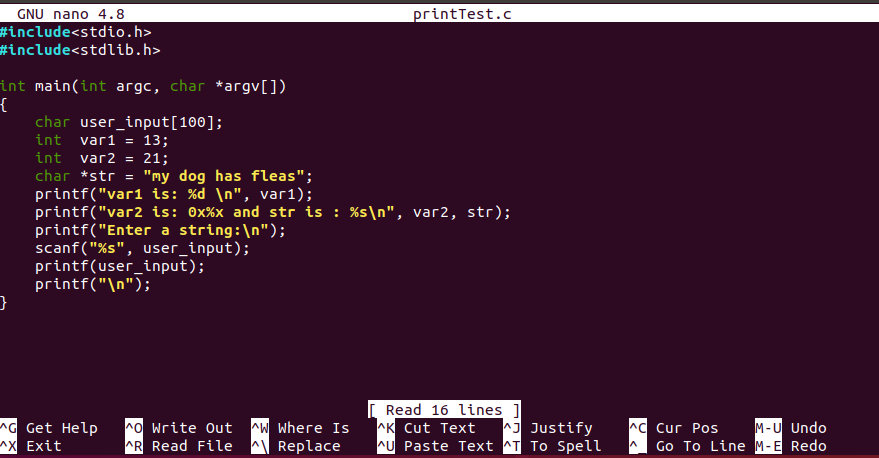 GNU nano 4.8 printTest.c
#include<stdio.h>
#include<stdlib.h>
int main(int argc, char *argv[])
{
    char user_input[100];
    int  var1 = 13;
    int  var2 = 21;
    char *str = "my dog has fleas";
    printf("var1 is: %d \n", var1);
    printf("var2 is: 0x%x and str is : %s\n", var2, str);
    printf("Enter a string:\n");
    scanf("%s", user_input);
    printf(user_input);
    printf("\n");
}
[ Read 16 lines ]
^G Get Help ^O Write Out ^W Where Is ^K Cut Text ^J Justify ^C Cur Pos M-U Undo
^X Exit ^R Read File ^\ Replace ^U Paste Text ^T To Spell ^_ Go To Line M-E Redo